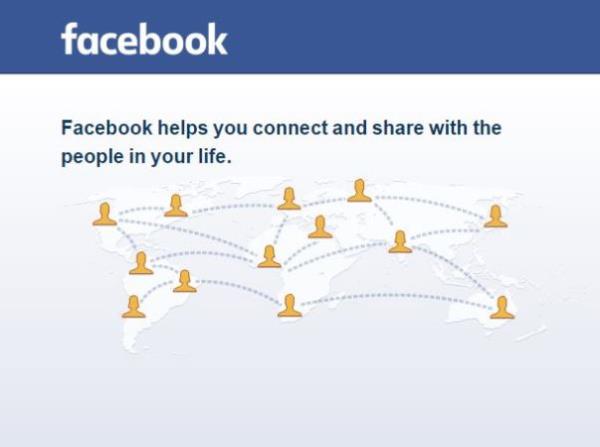 facebook
Facebook helps you connect and share with the
people in your life.